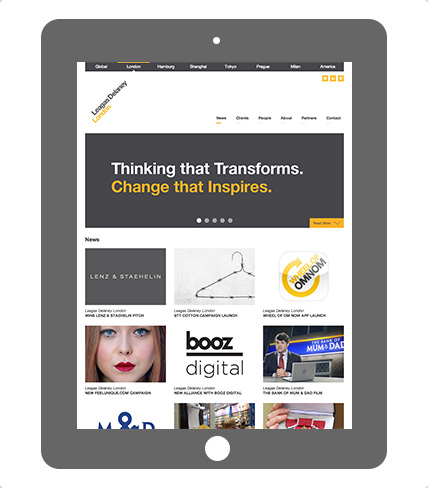 Global London Hamburg Shanghai Tokyo Prague Milan America
Leagas Delaney
London
News Clients People About Partners Contact
Thinking that Transforms.
Change that Inspires.
Read More
News
LENZ & STAEHELIN
WHEEL OF
OMNOM
Leagas Delaney London
WINS LENZ & STAEHELIN PITCH
Leagas Delaney London
Leagas Delaney London
WHEEL OF OM NOM APP LAUNCH
booz
digital
THE BANK OF
MUM & DAD
Leagas Delaney London
NEW FEELUNIQUE.COM CAMPAIGN
Leagas Delaney London
NEW ALLIANCE WITH BOOZ DIGITAL
Leagas Delaney London
THE BANK OF MUM & DAD FILM
M&D